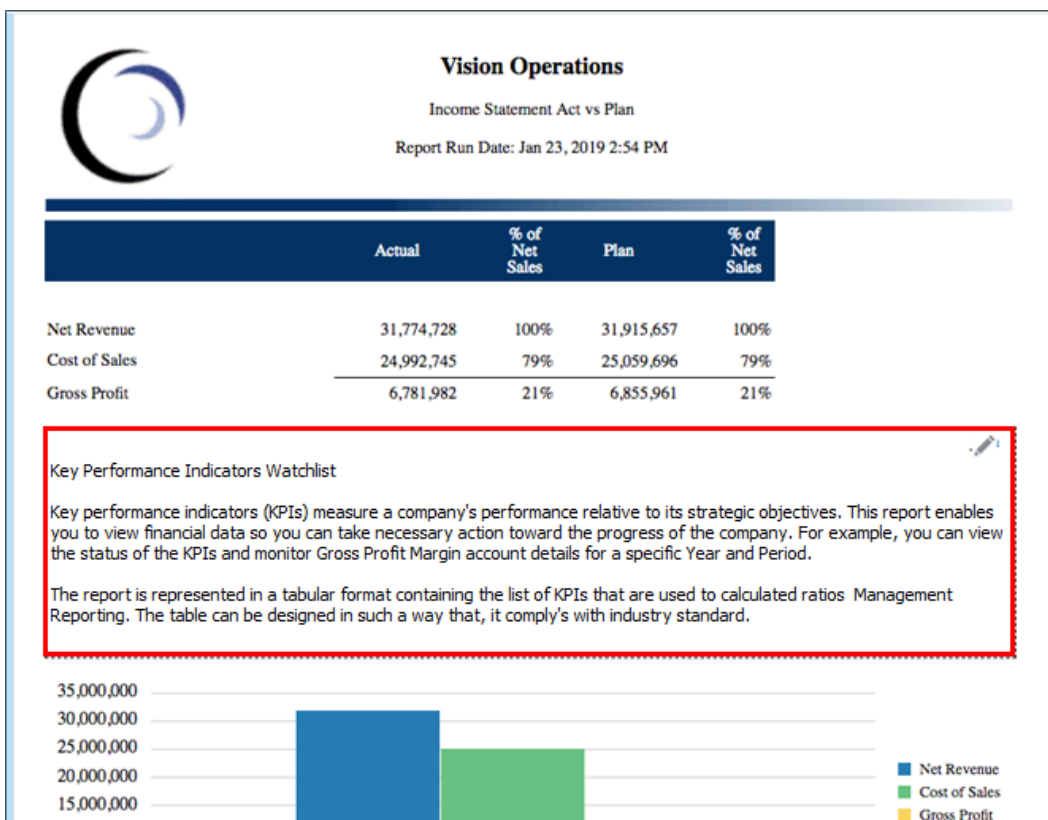 Vision Operations
Income Statement Act vs Plan
Report Run Date: Jan 23, 2019 2:54 PM
Actual % of Net Sales Plan % of Net Sales
Net Revenue 31,774,728 100% 31,915,657 100%
Cost of Sales 24,992,745 79% 25,059,696 79%
Gross Profit 6,781,982 21% 6,855,961 21%
Key Performance Indicators Watchlist
Key performance indicators (KPIs) measure a company's performance relative to its strategic objectives. This report enables
you to view financial data so you can take necessary action toward the progress of the company. For example, you can view
the status of the KPIs and monitor Gross Profit Margin account details for a specific Year and Period.
The report is represented in a tabular format containing the list of KPIs that are used to calculated ratios Management
Reporting. The table can be designed in such a way that, it comply's with industry standard.
35,000,000
30,000,000
25,000,000
20,000,000
15,000,000
Net Revenue
Cost of Sales
Gross Profit